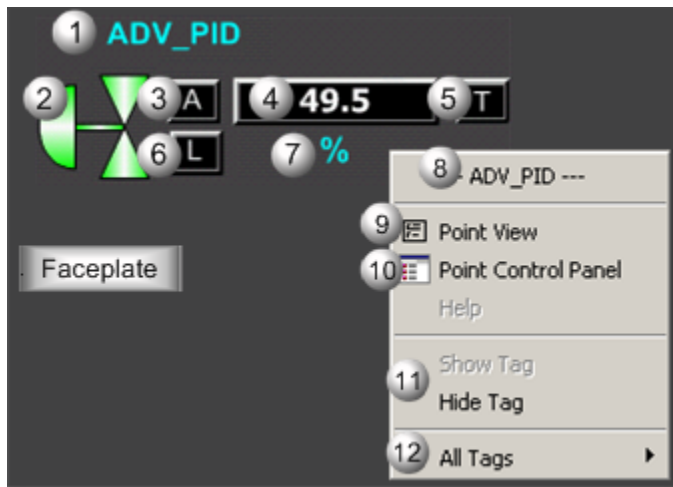 1 ADV_PID
2 3 A 4 49.5 5 T
6 L 7 %
8 - ADV_PID ---
9 Point View
Faceplate
10 Point Control Panel
Help
Show Tag
11
Hide Tag
12 All Tags